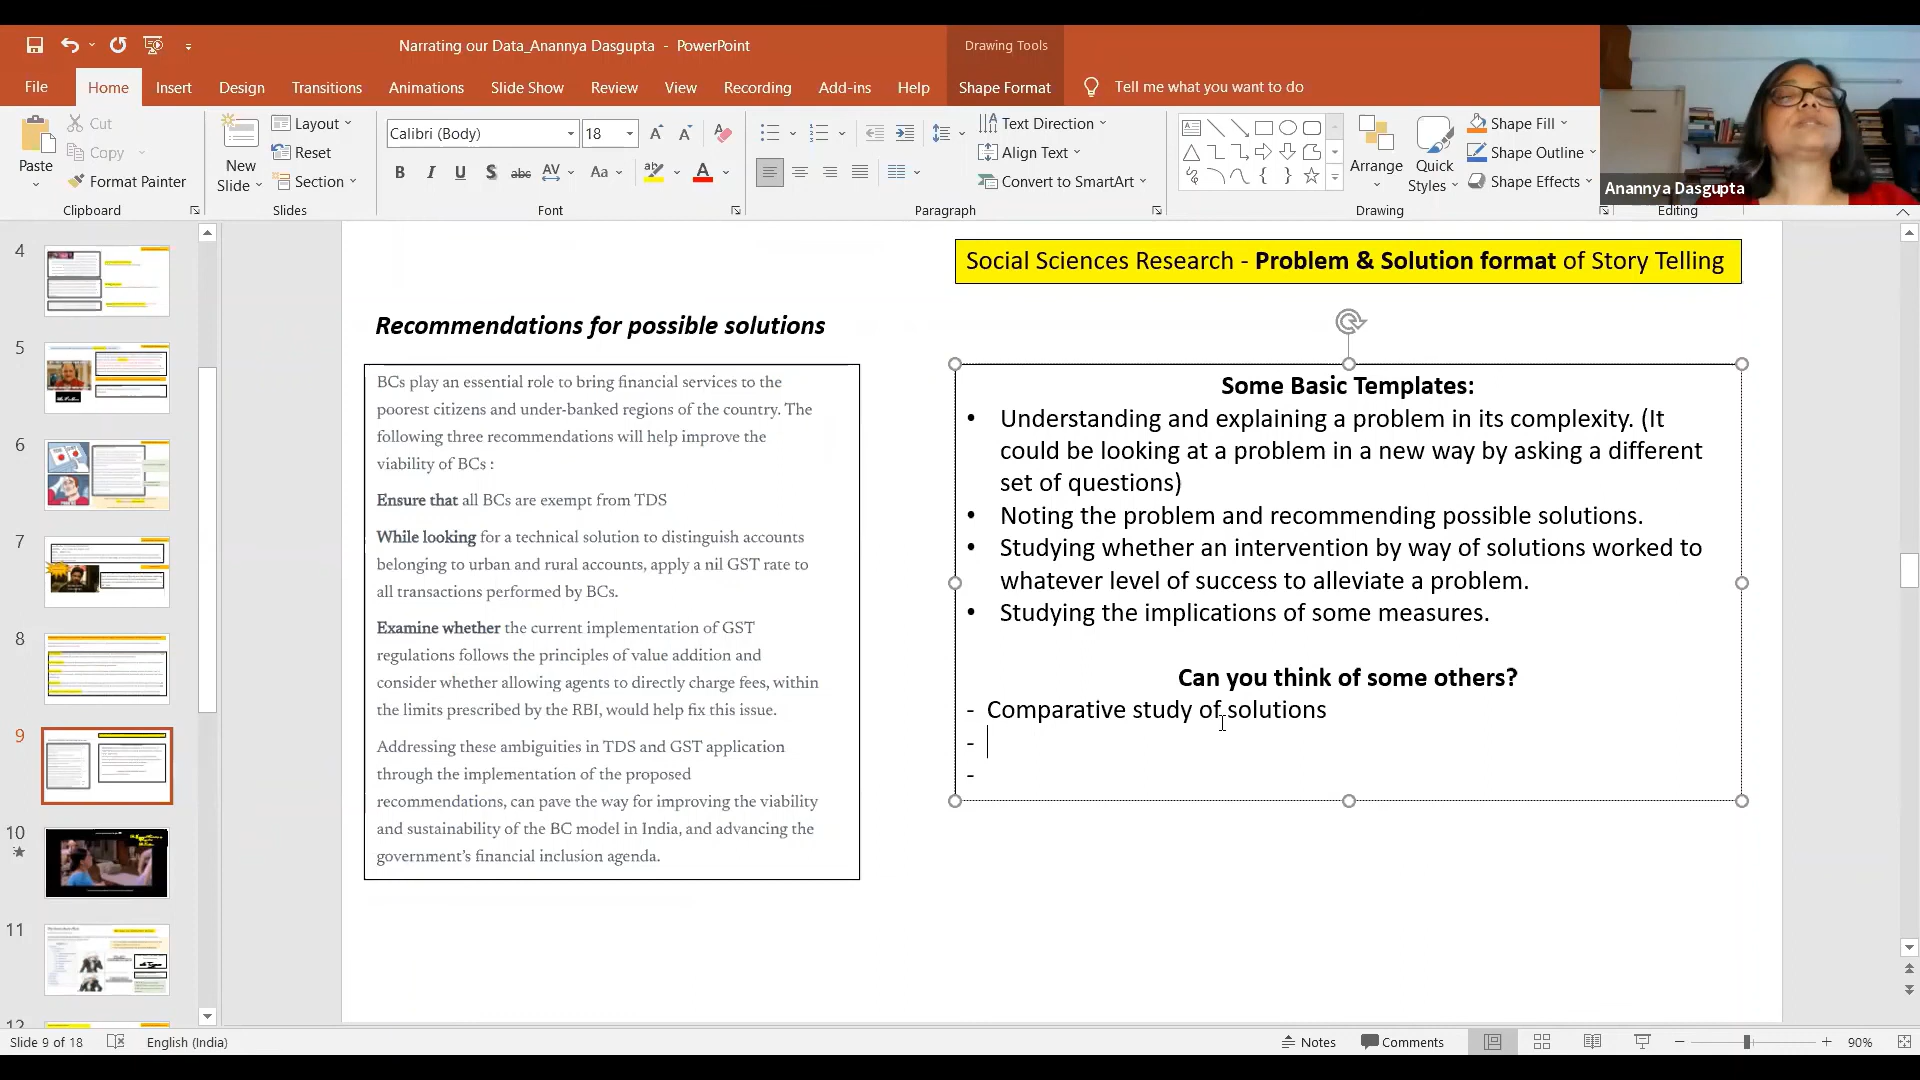 Narrating our Data_Anannya Dasgupta - PowerPoint
Drawing Tools
File Home Insert Design Transitions Animations Slide Show Review View Recording Add-ins Help Shape Format Tell me what you want to do
Paste
Cut
Copy
Format Painter
Clipboard
New Slide
Layout
Reset
Section
Slides
Calibri (Body) 18
B I U S abc AV Aa A
Font
Text Direction
Align Text
Convert to SmartArt
Paragraph
Arrange
Quick Styles
Shape Fill
Shape Outline
Shape Effects
Drawing
Editing
Anannya Dasgupta
4
5
6
7
8
9
10
11
12
Social Sciences Research - Problem & Solution format of Story Telling
Recommendations for possible solutions
BCs play an essential role to bring financial services to the
poorest citizens and under-banked regions of the country. The
following three recommendations will help improve the
viability of BCs :
Ensure that all BCs are exempt from TDS
While looking for a technical solution to distinguish accounts
belonging to urban and rural accounts, apply a nil GST rate to
all transactions performed by BCs.
Examine whether the current implementation of GST
regulations follows the principles of value addition and
consider whether allowing agents to directly charge fees, within
the limits prescribed by the RBI, would help fix this issue.
Addressing these ambiguities in TDS and GST application
through the implementation of the proposed
recommendations, can pave the way for improving the viability
and sustainability of the BC model in India, and advancing the
government's financial inclusion agenda.
Some Basic Templates:
• Understanding and explaining a problem in its complexity. (It
could be looking at a problem in a new way by asking a different
set of questions)
• Noting the problem and recommending possible solutions.
• Studying whether an intervention by way of solutions worked to
whatever level of success to alleviate a problem.
• Studying the implications of some measures.
Can you think of some others?
- Comparative study of solutions
-
-
Slide 9 of 18 English (India) Notes Comments 90%